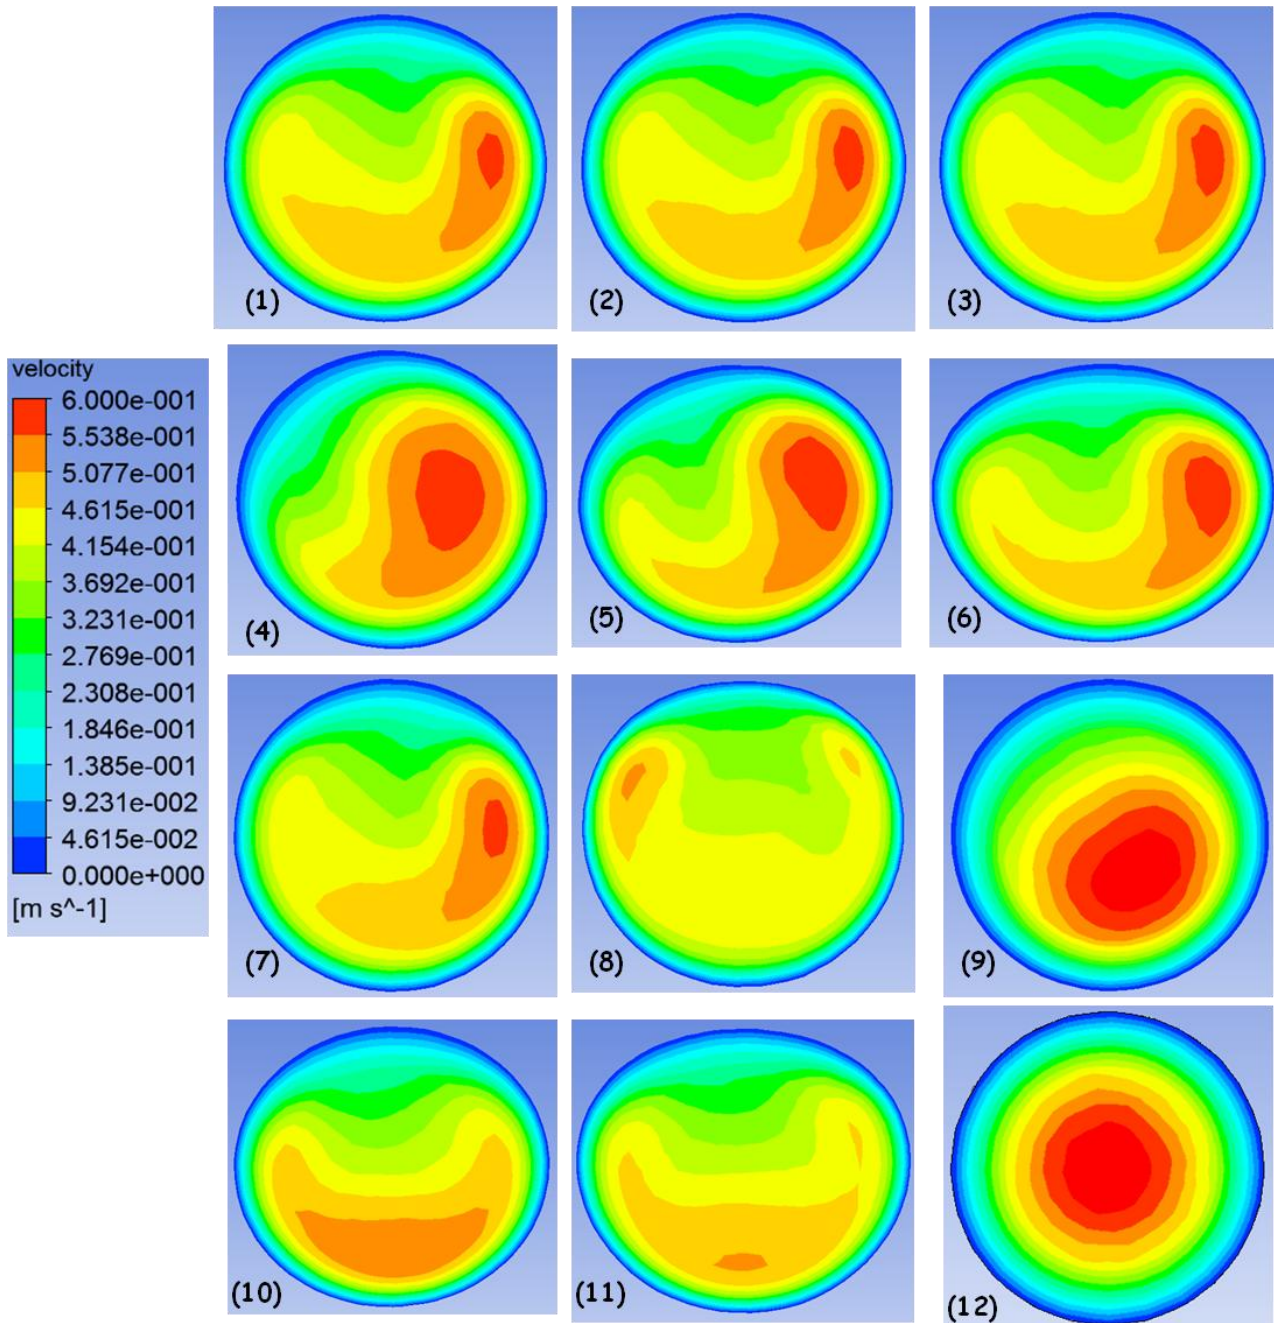 (1)
(2)
(3)
velocity
6.000e-001
5.538e-001
5.077e-001
4.615e-001
4.154e-001
3.692e-001
3.231e-001
2.769e-001
2.308e-001
1.846e-001
1.385e-001
9.231e-002
4.615e-002
0.000e+000
[m s^-1]
(4)
(5)
(6)
(7)
(8)
(9)
(10)
(11)
(12)